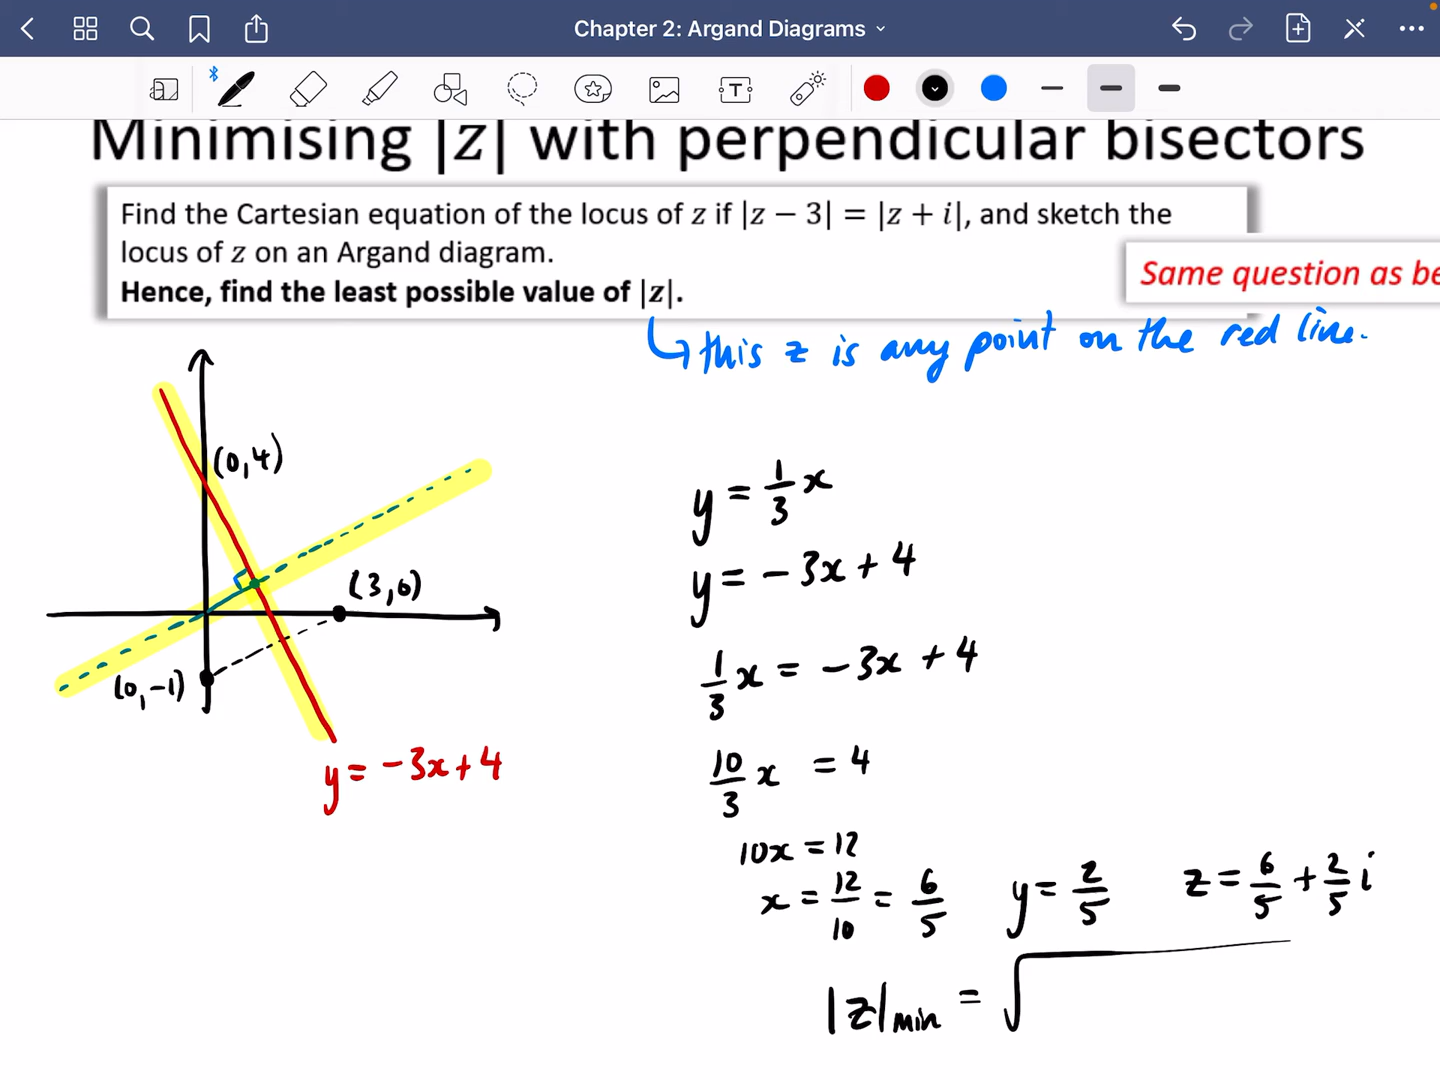 Chapter 2: Argand Diagrams
Minimising |z| with perpendicular bisectors
Find the Cartesian equation of the locus of z if |z − 3| = |z + i|, and sketch the
locus of z on an Argand diagram.
Hence, find the least possible value of |z|.
Same question as be
this z is any point on the red line.
(0,4)
(3,0)
(0,-1)
y = -3x+4
y = 1/3 x
y = -3x + 4
1/3 x = -3x + 4
10/3 x = 4
10x = 12
x = 12/10 = 6/5 y = 2/5 z = 6/5 + 2/5 i
|z|min = √